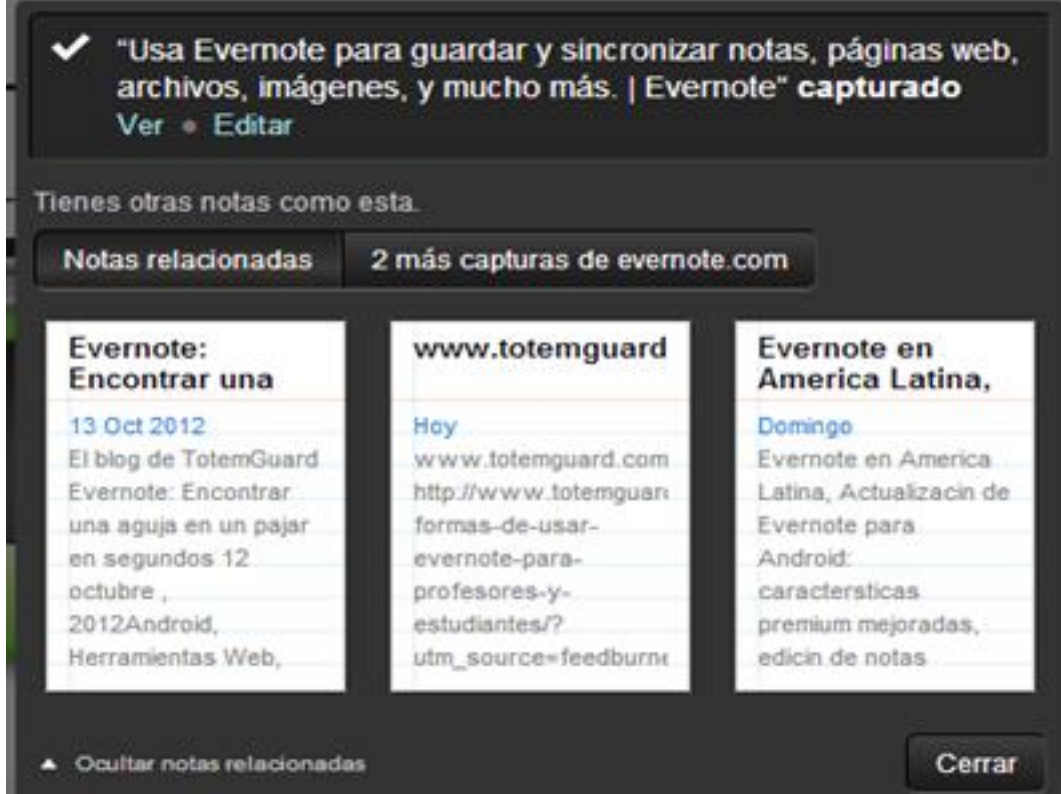 "Usa Evernote para guardar y sincronizar notas, páginas web,
archivos, imágenes, y mucho más. | Evernote" capturado
Ver • Editar
Tienes otras notas como esta.
Notas relacionadas
2 más capturas de evernote.com
Evernote:
Encontrar una
13 Oct 2012
El blog de TotemGuard
Evernote: Encontrar
una aguja en un pajar
en segundos 12
octubre ,
2012Android,
Herramientas Web,
www.totemguard
Hoy
www.totemguard.com
http://www.totemguar
formas-de-usar-
evernote-para-
profesores-y-
estudiantes/?
utm_source=feedburne
Evernote en
America Latina,
Domingo
Evernote en America
Latina, Actualizacin de
Evernote para
Android:
caractersticas
premium mejoradas,
edicin de notas
Ocultar notas relacionadas
Cerrar